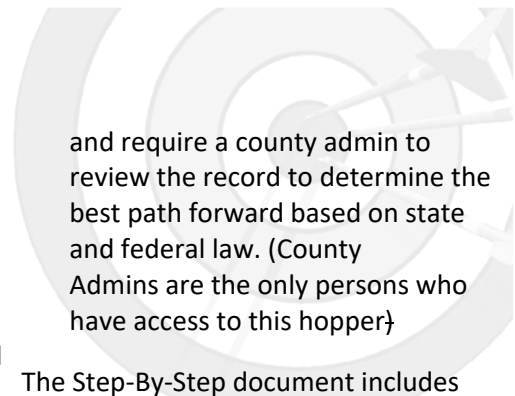 and require a county admin to
review the record to determine the
best path forward based on state
and federal law. (County
Admins are the only persons who
have access to this hopper)
The Step-By-Step document includes